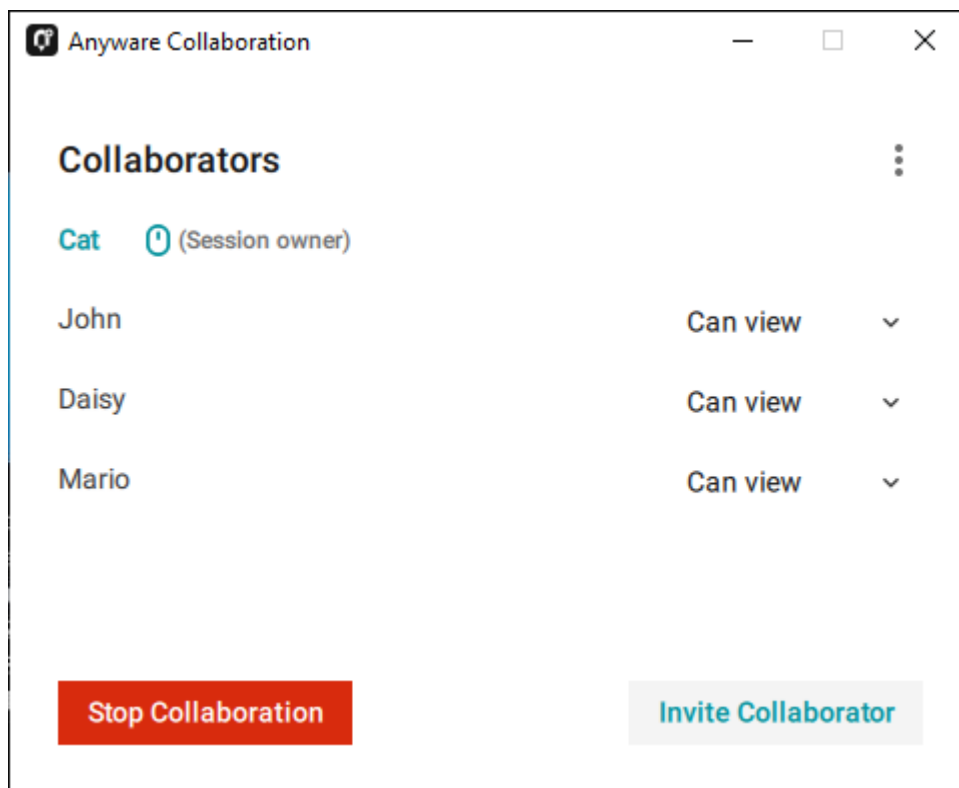 Anyware Collaboration
Collaborators
Cat (Session owner)
John Can view
Daisy Can view
Mario Can view
Stop Collaboration Invite Collaborator